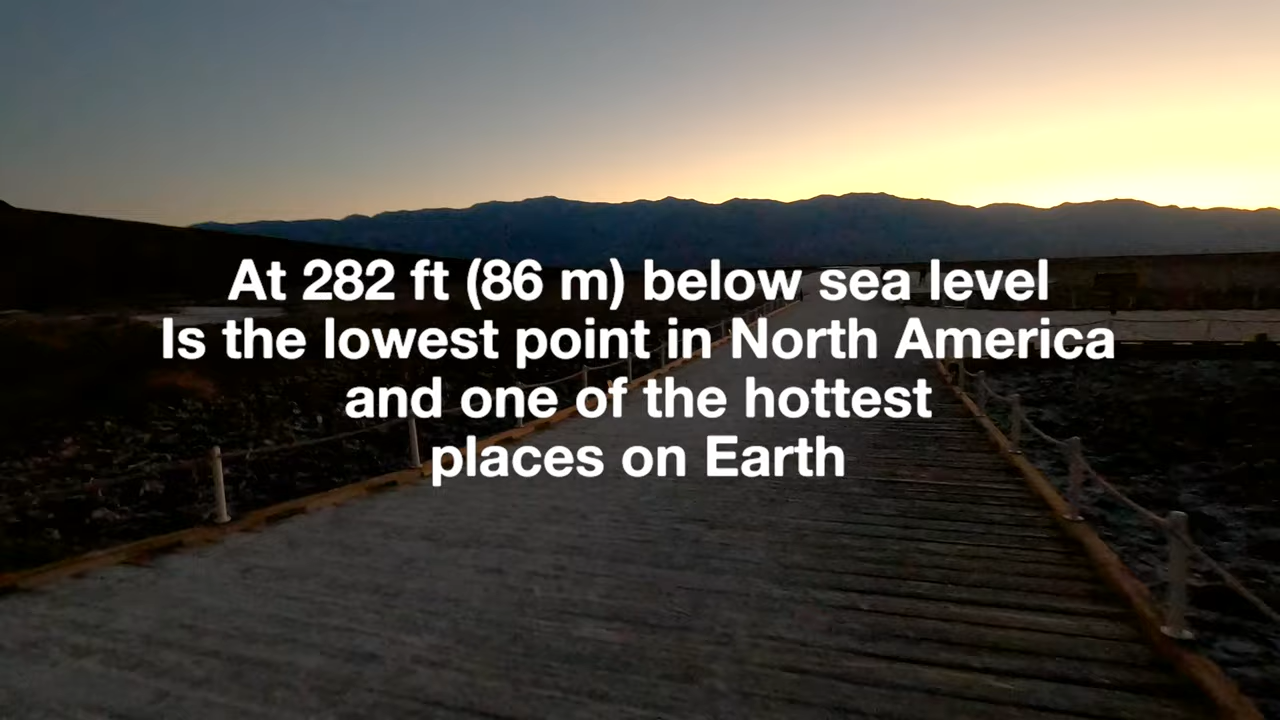 At 282 ft (86 m) below sea level
Is the lowest point in North America
and one of the hottest
places on Earth